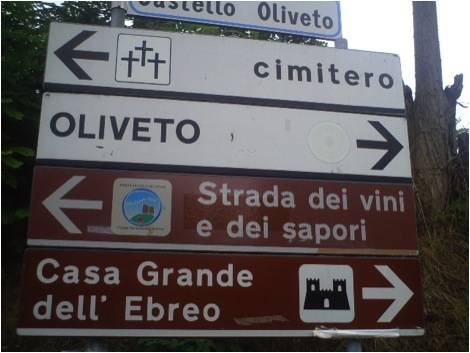 Castello Oliveto
cimitero
OLIVETO
Strada dei vini
e dei sapori
Casa Grande
dell' Ebreo